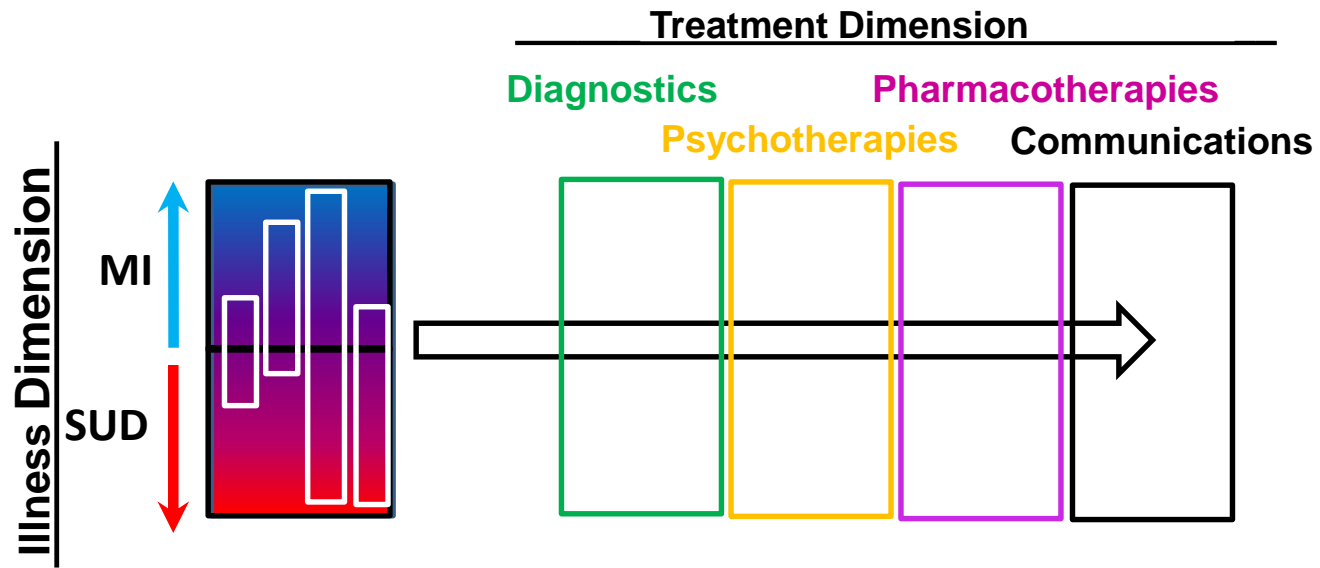 Treatment Dimension
Diagnostics
Pharmacotherapies
Psychotherapies
Communications
Illness Dimension
MI
SUD